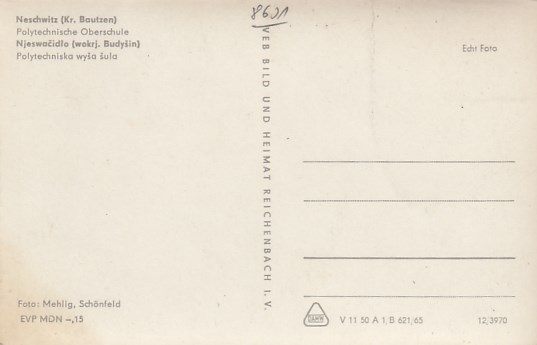 8601
Neschwitz (Kr. Bautzen)
Polytechnische Oberschule
Njeswačidło (wokrj. Budyšin)
Polytechniska wyša šula
Echt Foto
VEB BILD UND HEIMAT REICHENBACH I. V.
Foto: Mehlig, Schönfeld
EVP MDN –,15
V 11 50 A 1/B 621/65
12/3970